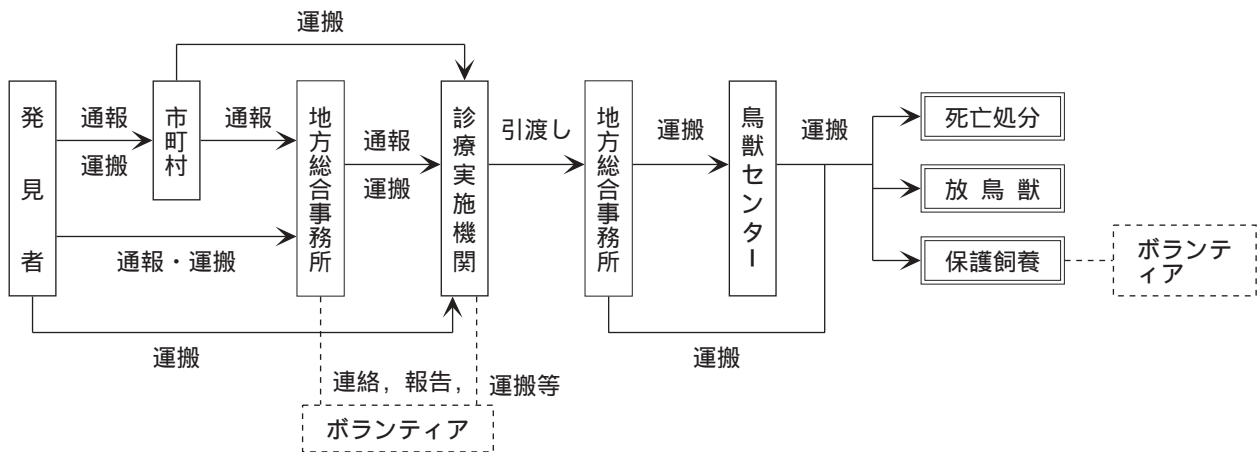 運搬
発見者
通報
運搬
市町村
通報
地方総合事務所
通報
運搬
診療実施機関
引渡し
地方総合事務所
運搬
鳥獣センター
運搬
死亡処分
放鳥獣
保護飼養
ボランテ
ィア
通報・運搬
運搬
運搬
連絡，報告，運搬等
ボランティア